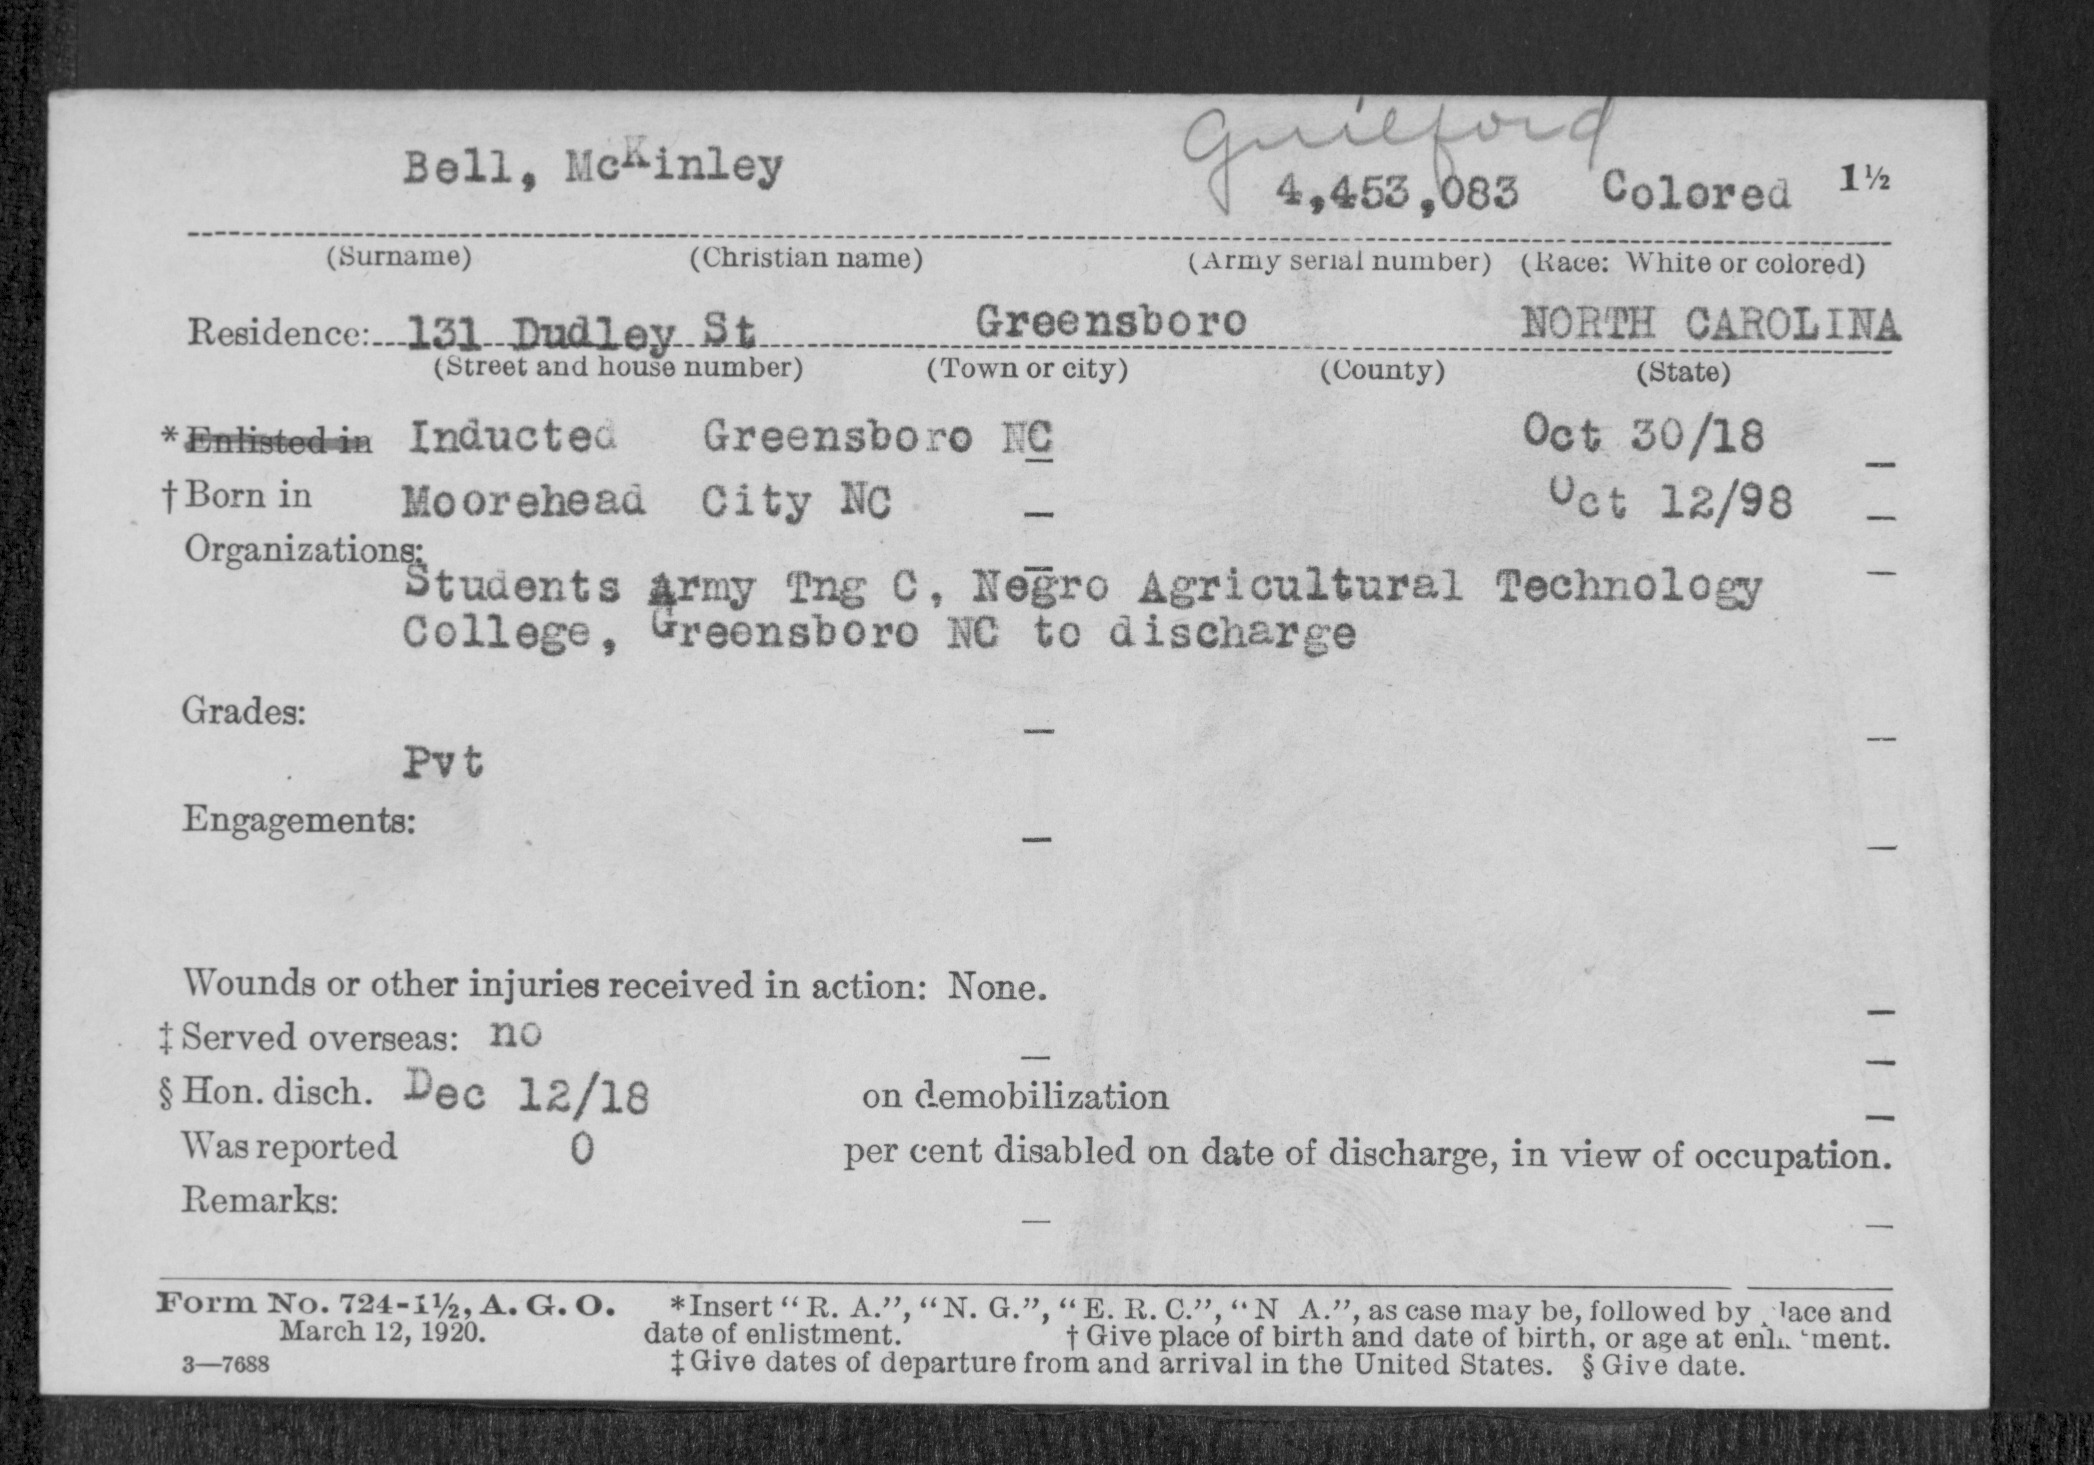 Guilford
Bell, McKinley 4,453,083 Colored 1½
(Surname) (Christian name) (Army serial number) (Race: White or colored)
Residence: 131 Dudley St Greensboro NORTH CAROLINA
(Street and house number) (Town or city) (County) (State)
* Enlisted in Inducted Greensboro NC Oct 30/18
† Born in Moorehead City NC Oct 12/98
Organizations:
Students Army Tng C, Negro Agricultural Technology
College, Greensboro NC to discharge
Grades:
Pvt
Engagements:
Wounds or other injuries received in action: None.
‡ Served overseas: no
§ Hon. disch. Dec 12/18 on demobilization
Was reported 0 per cent disabled on date of discharge, in view of occupation.
Remarks:
Form No. 724-1½, A. G. O. *Insert "R. A.", "N. G.", "E. R. C.", "N A.", as case may be, followed by place and
March 12, 1920. date of enlistment. † Give place of birth and date of birth, or age at enlistment.
3—7688 ‡ Give dates of departure from and arrival in the United States. § Give date.